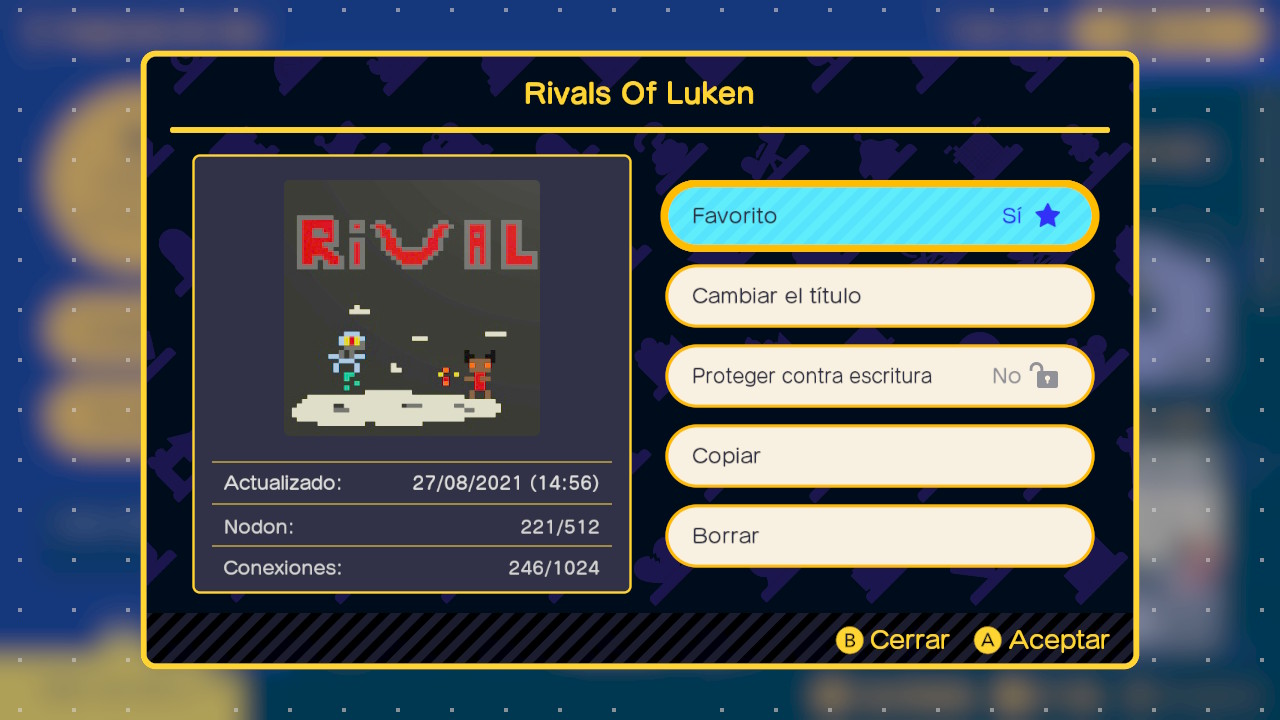 Rivals Of Luken
RiVAL
Actualizado: 27/08/2021 (14:56)
Nodon: 221/512
Conexiones: 246/1024
Favorito Sí
Cambiar el título
Proteger contra escritura No
Copiar
Borrar
B Cerrar A Aceptar